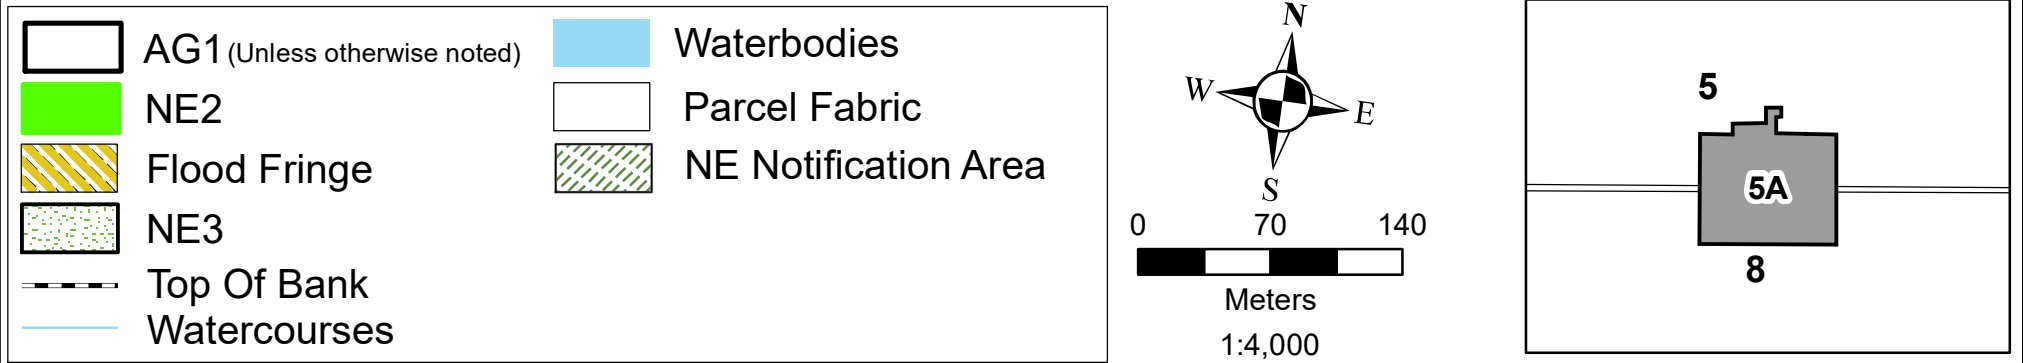 AG1 (Unless otherwise noted)
NE2
Flood Fringe
NE3
Top Of Bank
Watercourses
Waterbodies
Parcel Fabric
NE Notification Area
N
W
E
S
0 70 140
Meters
1:4,000
5
5A
8